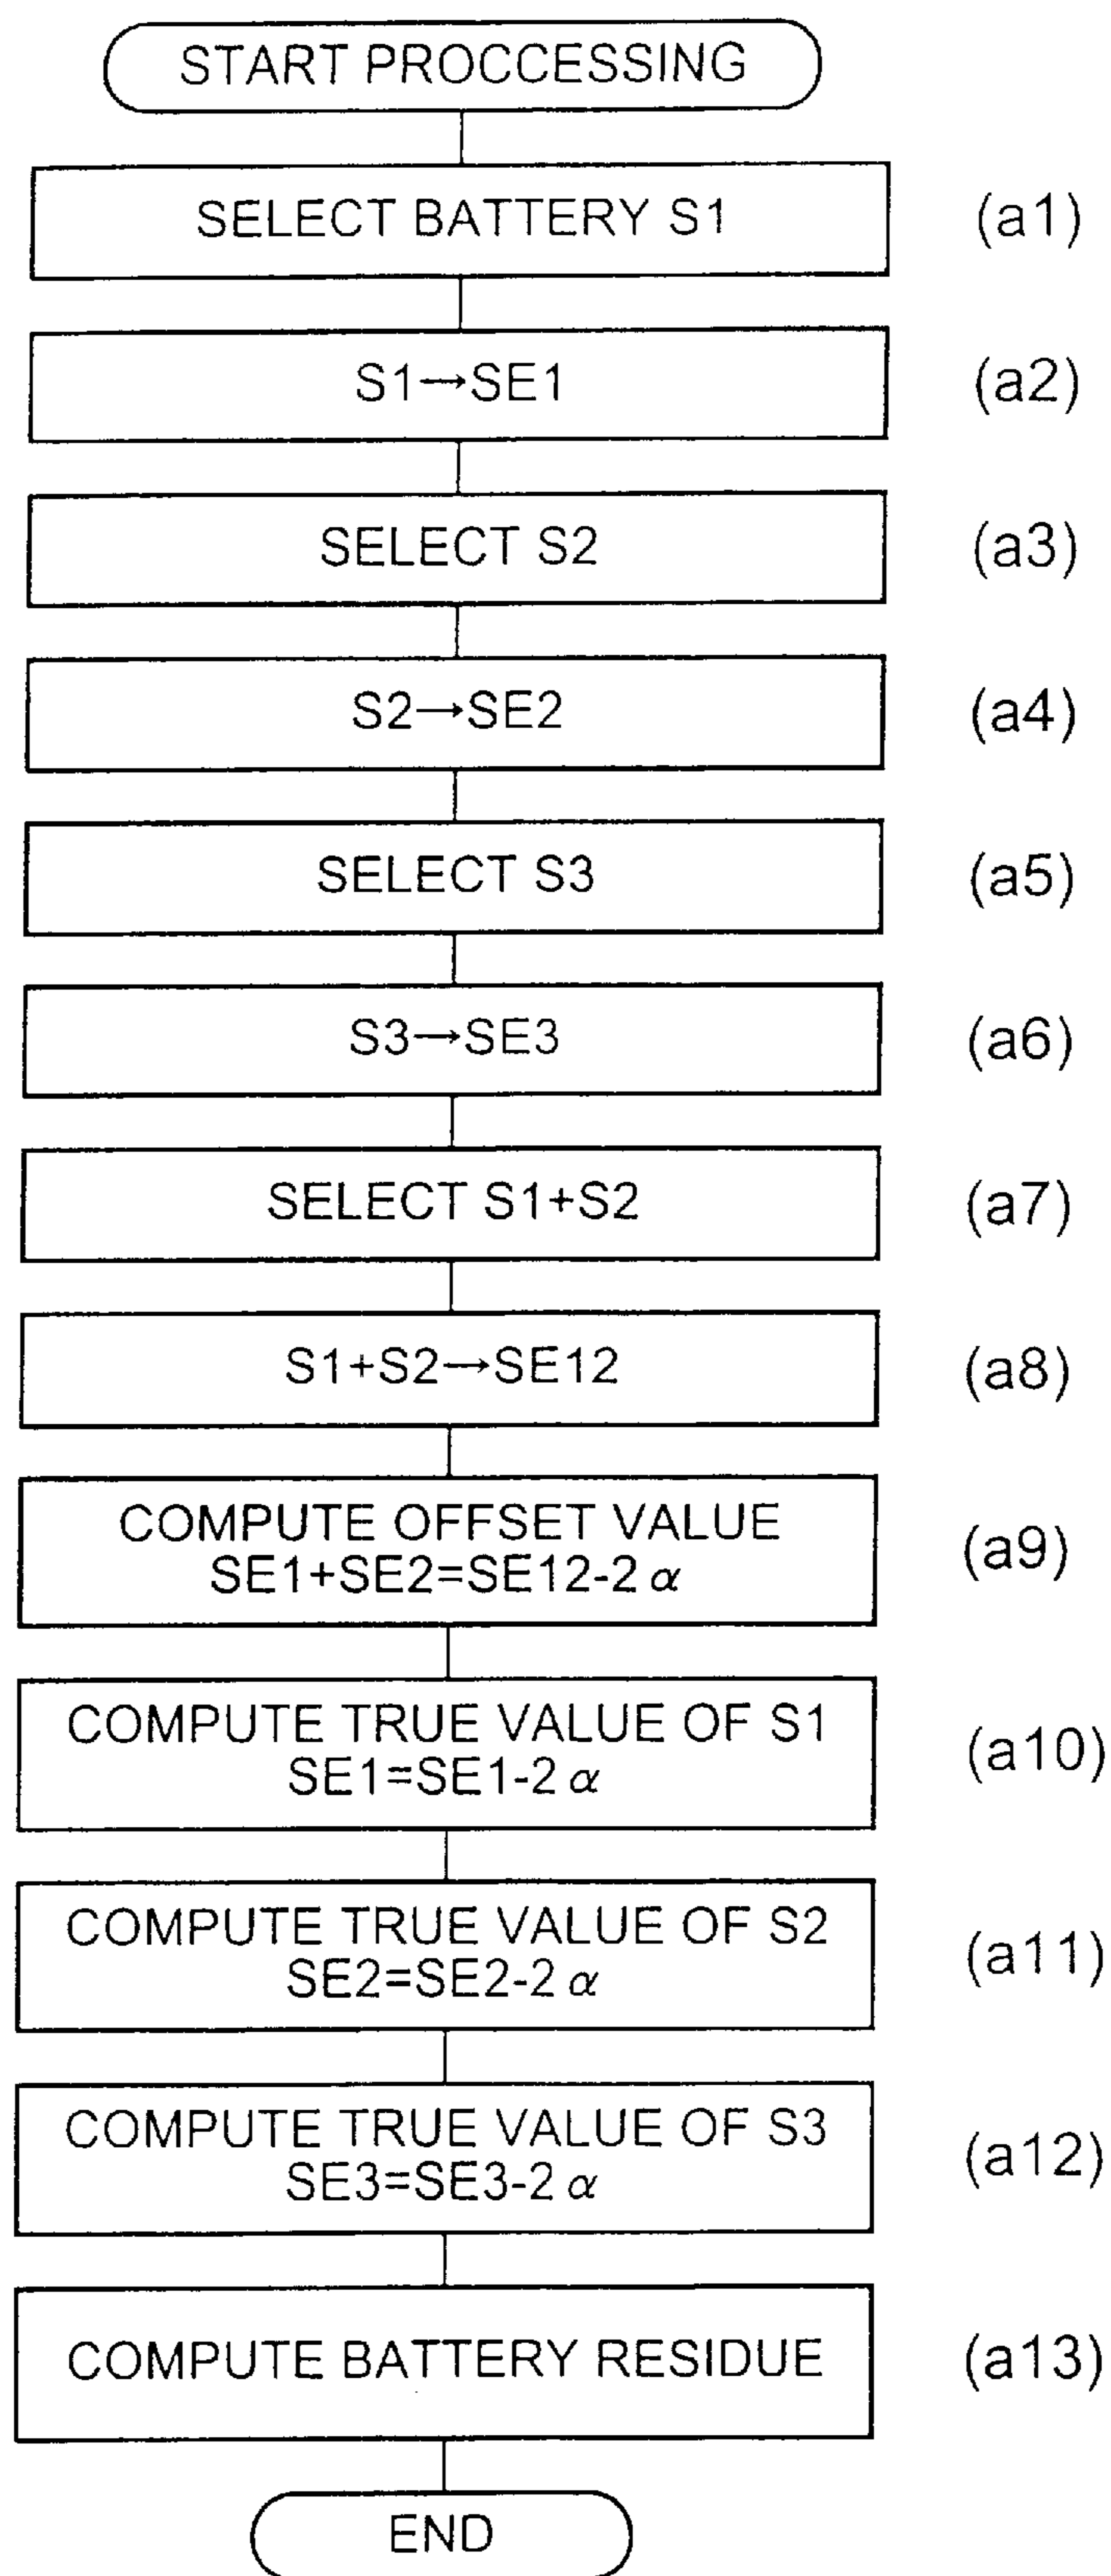 START PROCCESSING
SELECT BATTERY S1 (a1)
S1→SE1 (a2)
SELECT S2 (a3)
S2→SE2 (a4)
SELECT S3 (a5)
S3→SE3 (a6)
SELECT S1+S2 (a7)
S1+S2→SE12 (a8)
COMPUTE OFFSET VALUE
SE1+SE2=SE12-2α (a9)
COMPUTE TRUE VALUE OF S1
SE1=SE1-2α (a10)
COMPUTE TRUE VALUE OF S2
SE2=SE2-2α (a11)
COMPUTE TRUE VALUE OF S3
SE3=SE3-2α (a12)
COMPUTE BATTERY RESIDUE (a13)
END